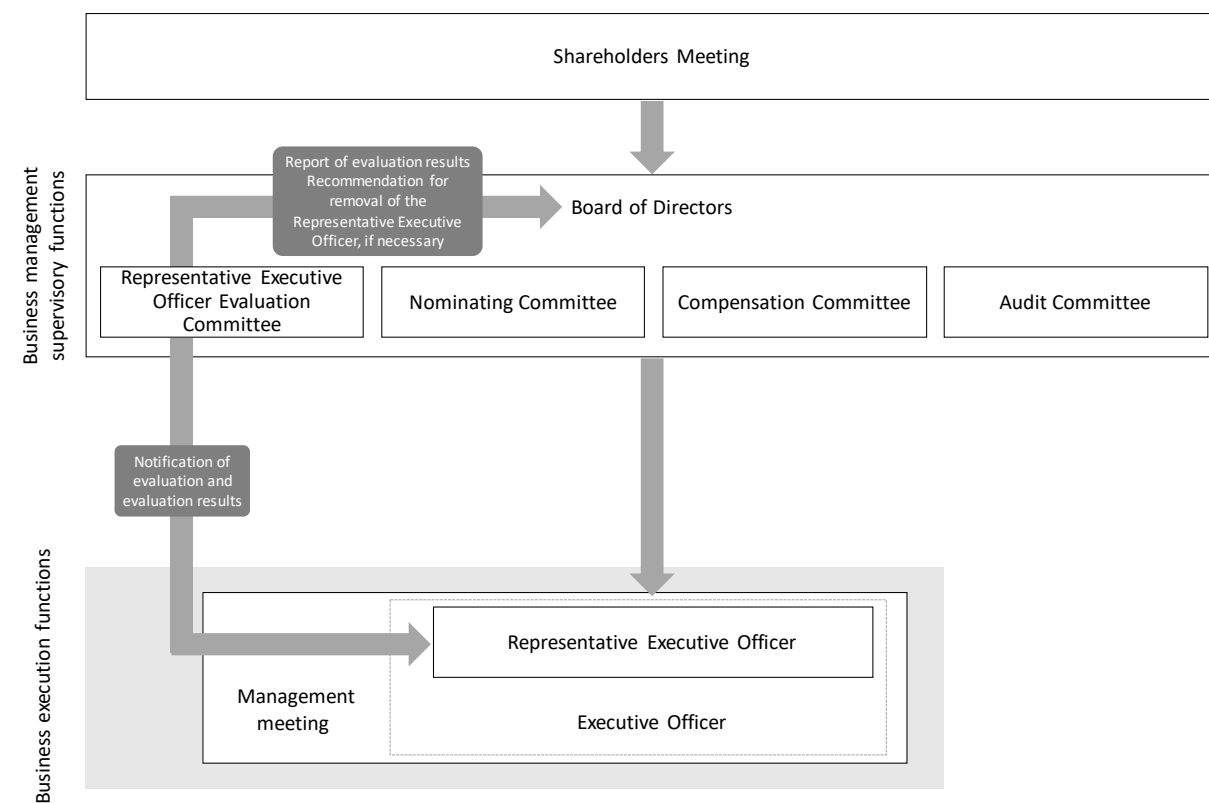 Shareholders Meeting
Business management
supervisory functions
Report of evaluation results
Recommendation for
removal of the
Representative Executive
Officer, if necessary
Board of Directors
Representative Executive
Officer Evaluation
Committee
Nominating Committee
Compensation Committee
Audit Committee
Notification of
evaluation and
evaluation results
Business execution functions
Representative Executive Officer
Management
meeting
Executive Officer